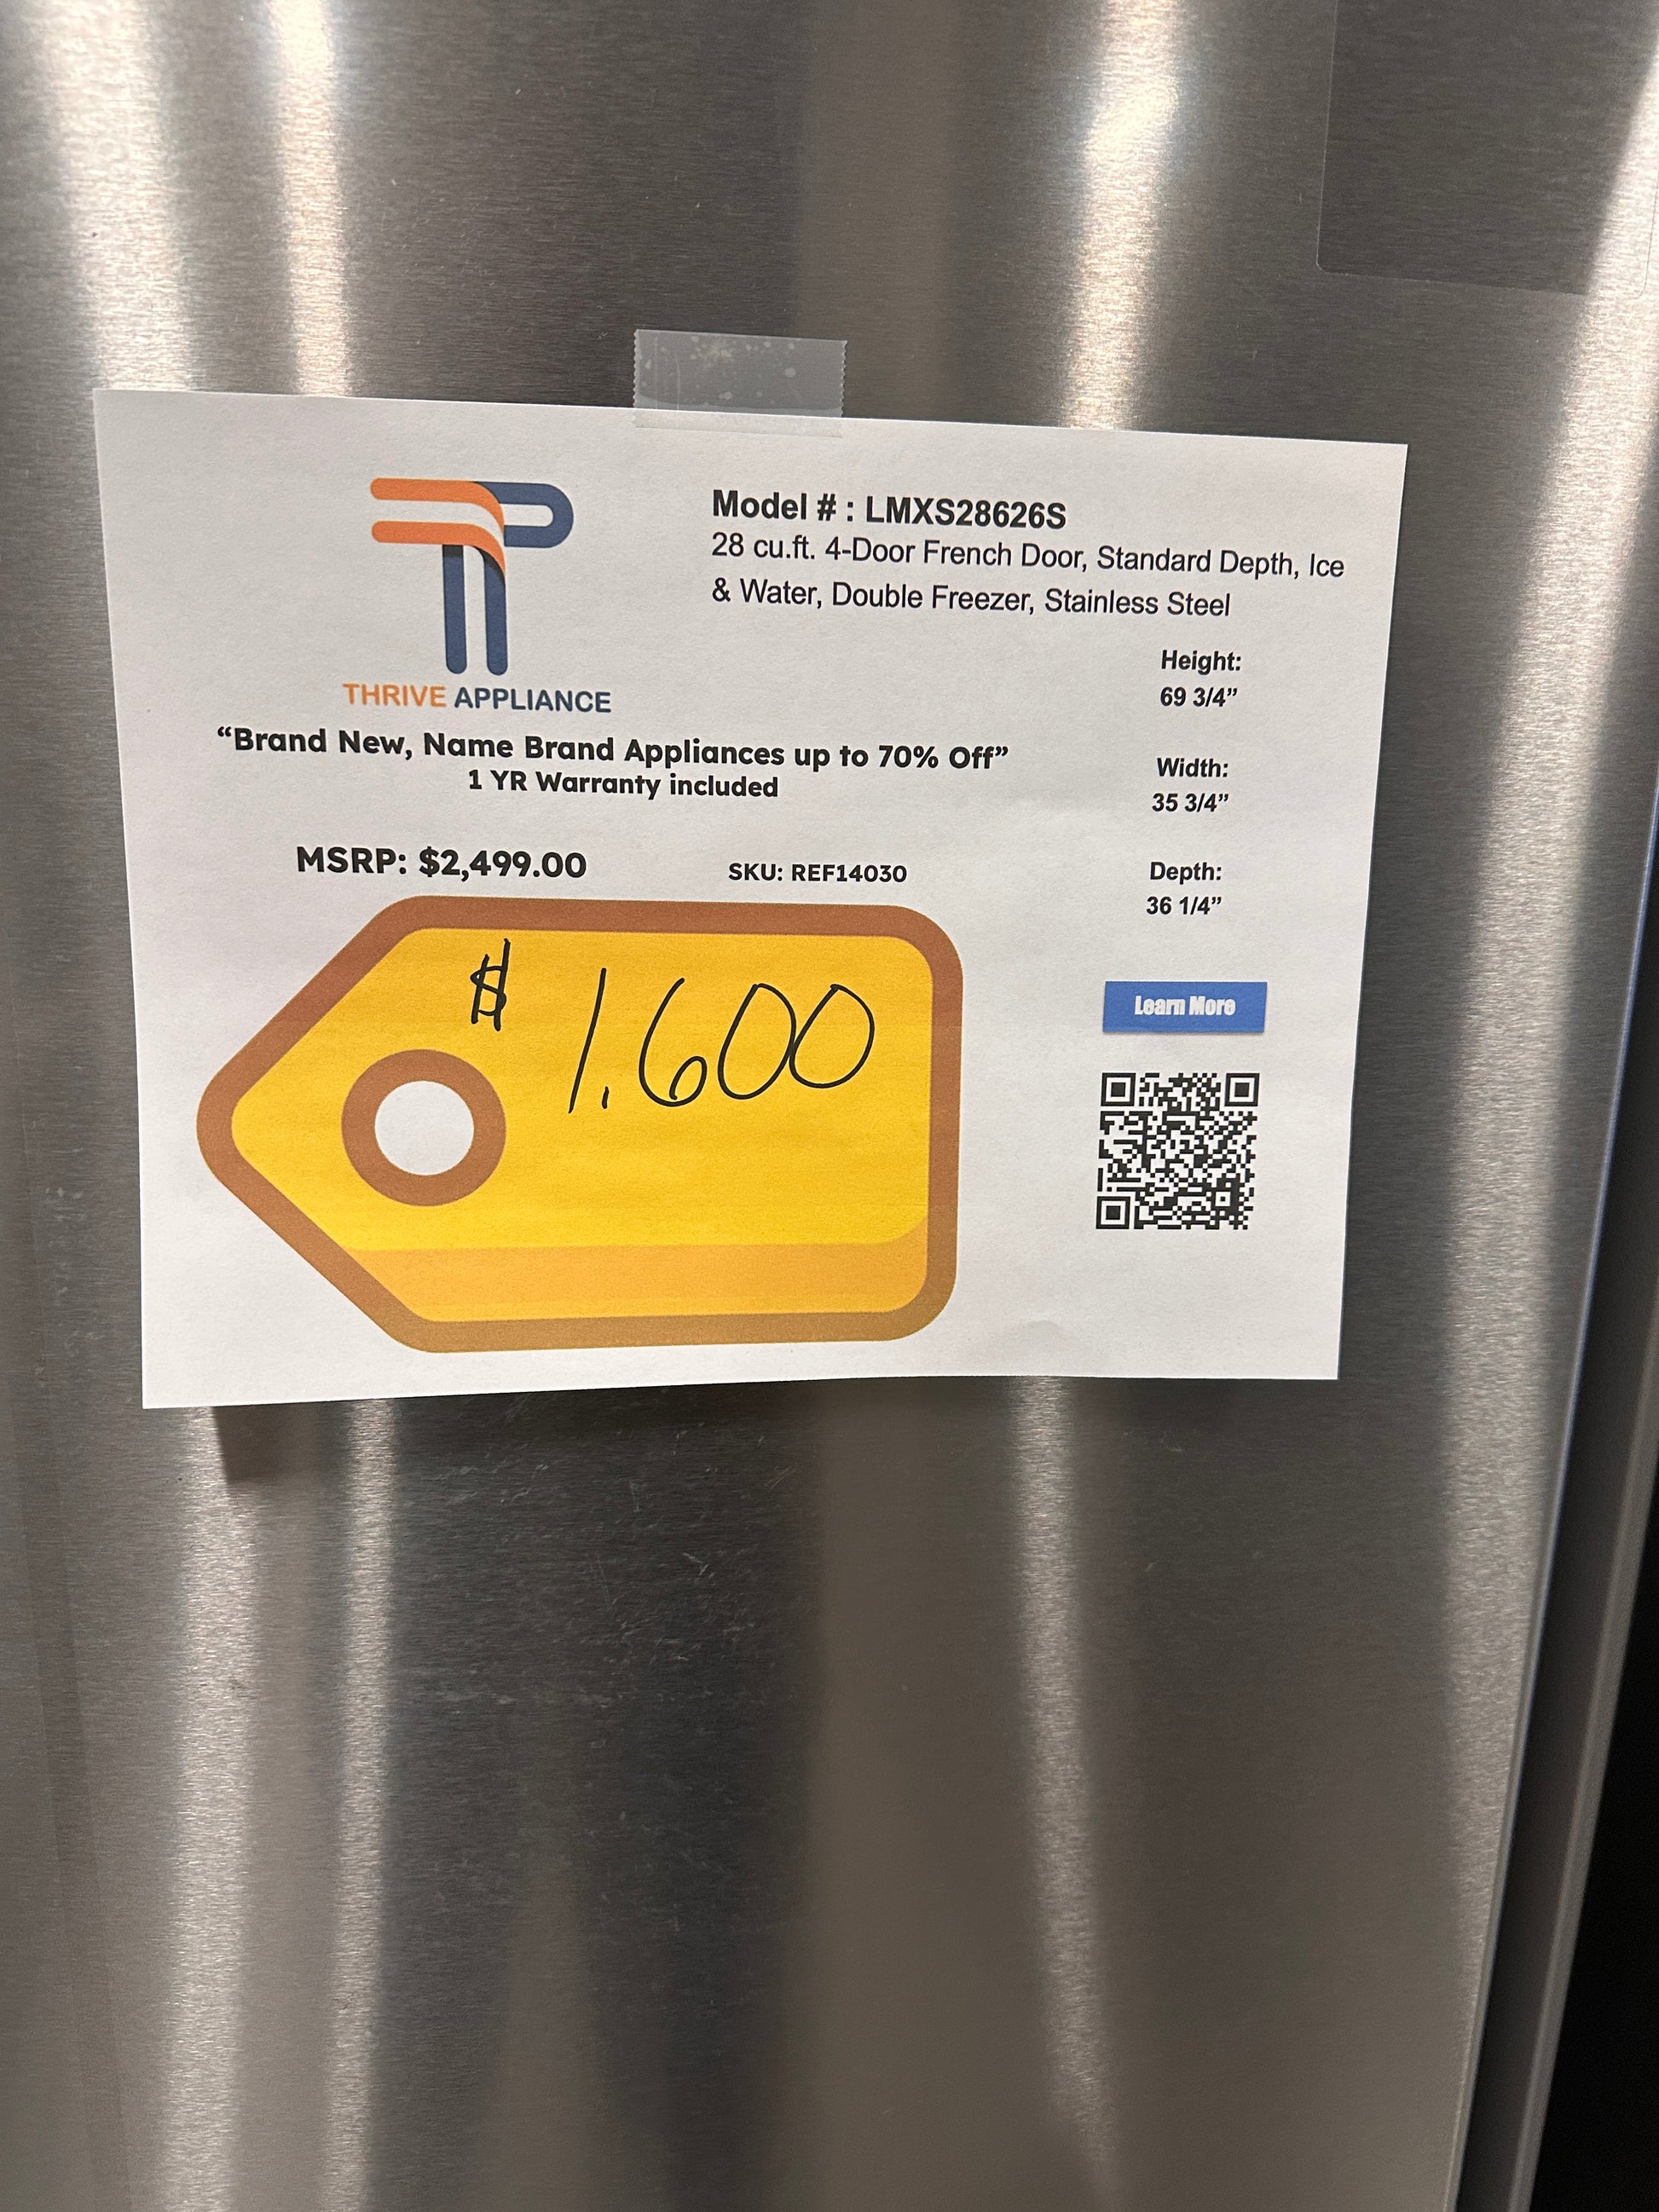 Model # : LMXS28626S
28 cu.ft. 4-Door French Door, Standard Depth, Ice
& Water, Double Freezer, Stainless Steel
THRIVE APPLIANCE
“Brand New, Name Brand Appliances up to 70% Off”
1 YR Warranty included
MSRP: $2,499.00
SKU: REF14030
$ 1,600
Height:
69 3/4”
Width:
35 3/4”
Depth:
36 1/4”
Learn More